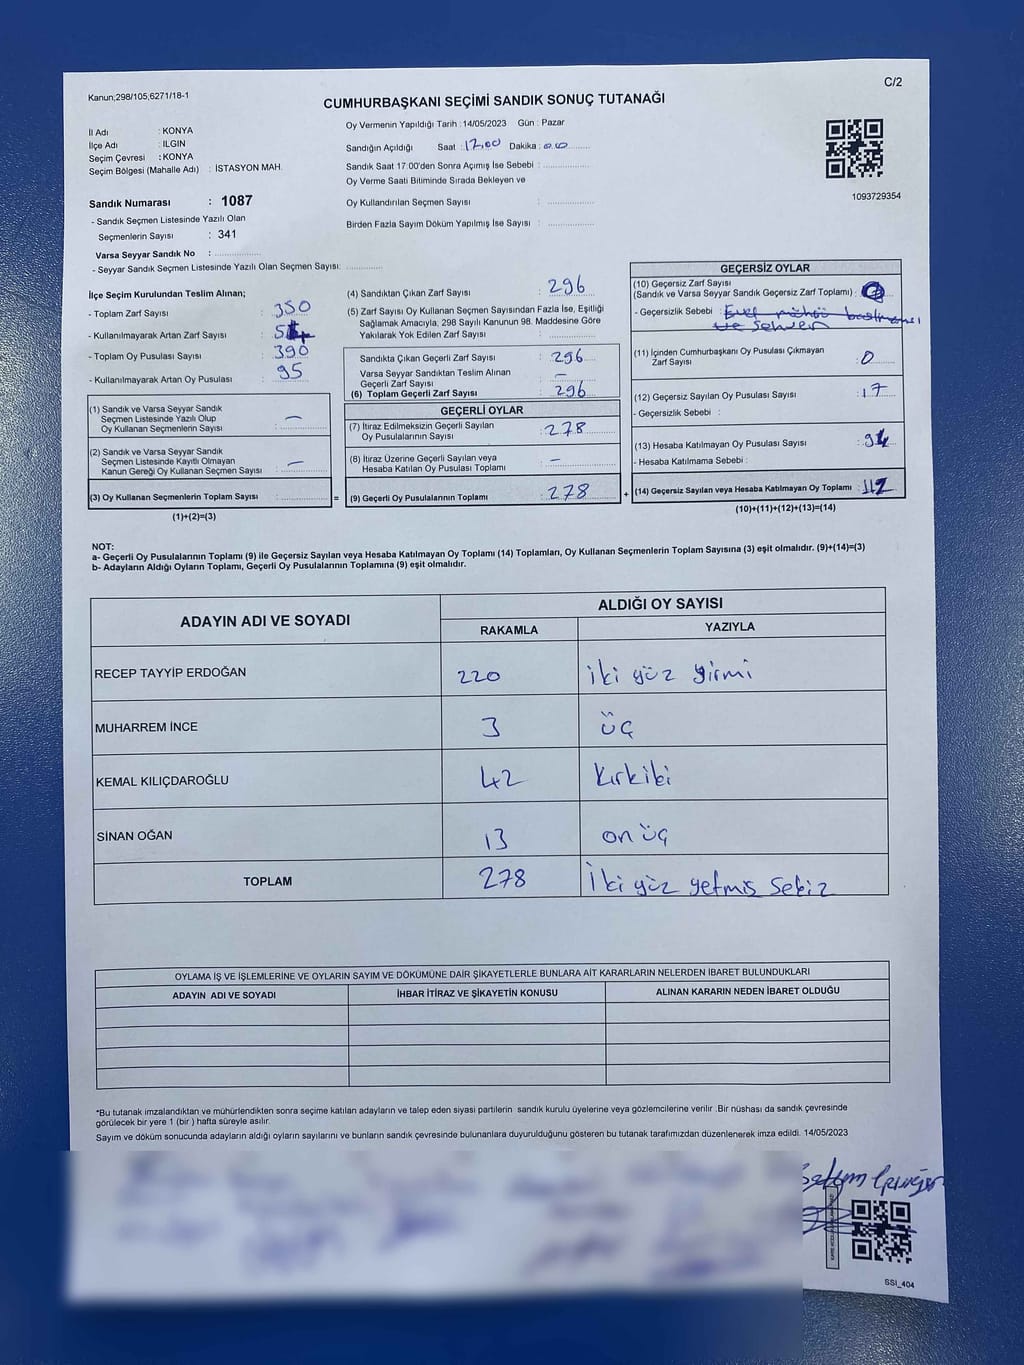 Kanun;298/105,6271/18-1
C/2
CUMHURBAŞKANI SEÇİMİ SANDIK SONUÇ TUTANAĞI
İl Adı : KONYA
İlçe Adı : ILGIN
Seçim Çevresi : KONYA
Seçim Bölgesi (Mahalle Adı) : İSTASYON MAH.
Oy Vermenin Yapıldığı Tarih : 14/05/2023 Gün : Pazar
Sandığın Açıldığı Saat : 17.00 Dakika : 00
Sandık Saat 17.00'den Sonra Açımış İse Sebebi :
Oy Verme Saati Bitiminde Sırada Bekleyen ve
Oy Kullandırılan Seçmen Sayısı :
Birden Fazla Sayım Döküm Yapılmış İse Sayısı :
1093729354
Sandık Numarası : 1087
- Sandık Seçmen Listesinde Yazılı Olan
Seçmenlerin Sayısı : 341
Varsa Seyyar Sandık No :
- Seyyar Sandık Seçmen Listesinde Yazılı Olan Seçmen Sayısı:
İlçe Seçim Kurulundan Teslim Alınan;
- Toplam Zarf Sayısı : 350
- Kullanılmayarak Artan Zarf Sayısı :
- Toplam Oy Pusulası Sayısı : 390
- Kullanılmayarak Artan Oy Pusulası : 95
(1) Sandık ve Varsa Seyyar Sandık
Seçmen Listesinde Yazılı Olup
Oy Kullanan Seçmenlerin Sayısı : —
(2) Sandık ve Varsa Seyyar Sandık
Seçmen Listesinde Kayıtlı Olmayan
Kanun Gereği Oy Kullanan Seçmen Sayısı : —
(3) Oy Kullanan Seçmenlerin Toplam Sayısı : =
(1)+(2)=(3)
(4) Sandıktan Çıkan Zarf Sayısı : 296
(5) Zarf Sayısı Oy Kullanan Seçmen Sayısından Fazla İse, Eşitliği
Sağlamak Amacıyla, 298 Sayılı Kanunun 98. Maddesine Göre
Yakılarak Yok Edilen Zarf Sayısı :
Sandıkta Çıkan Geçerli Zarf Sayısı : 296
Varsa Seyyar Sandıktan Teslim Alınan
Geçerli Zarf Sayısı : —
(6) Toplam Geçerli Zarf Sayısı : 296
GEÇERLİ OYLAR
(7) İtiraz Edilmeksizin Geçerli Sayılan
Oy Pusulalarının Sayısı : 278
(8) İtiraz Üzerine Geçerli Sayılan veya
Hesaba Katılan Oy Pusulası Toplamı : —
(9) Geçerli Oy Pusulalarının Toplamı : 278 +
GEÇERSİZ OYLAR
(10) Geçersiz Zarf Sayısı
(Sandık ve Varsa Seyyar Sandık Geçersiz Zarf Toplamı) :
- Geçersizlik Sebebi :
(11) İçinden Cumhurbaşkanı Oy Pusulası Çıkmayan
Zarf Sayısı : 0
(12) Geçersiz Sayılan Oy Pusulası Sayısı : 17
- Geçersizlik Sebebi :
(13) Hesaba Katılmayan Oy Pusulası Sayısı :
- Hesaba Katılmama Sebebi :
(14) Geçersiz Sayılan veya Hesaba Katılmayan Oy Toplamı : 112
(10)+(11)+(12)+(13)=(14)
NOT:
a- Geçerli Oy Pusulalarının Toplamı (9) ile Geçersiz Sayılan veya Hesaba Katılmayan Oy Toplamı (14) Toplamları, Oy Kullanan Seçmenlerin Toplam Sayısına (3) eşit olmalıdır. (9)+(14)=(3)
b- Adayların Aldığı Oyların Toplamı, Geçerli Oy Pusulalarının Toplamına (9) eşit olmalıdır.
ADAYIN ADI VE SOYADI
ALDIĞI OY SAYISI
RAKAMLA YAZIYLA
RECEP TAYYİP ERDOĞAN 220 iki yüz yirmi
MUHARREM İNCE 3 üç
KEMAL KILIÇDAROĞLU 42 kırkiki
SİNAN OĞAN 13 on üç
TOPLAM 278 İki yüz yetmiş sekiz
OYLAMA İŞ VE İŞLEMLERİNE VE OYLARIN SAYIM VE DÖKÜMÜNE DAİR ŞİKAYETLERLE BUNLARA AİT KARARLARIN NELERDEN İBARET BULUNDUKLARI
ADAYIN ADI VE SOYADI İHBAR İTİRAZ VE ŞİKAYETİN KONUSU ALINAN KARARIN NEDEN İBARET OLDUĞU
*Bu tutanak imzalandıktan ve mühürlendikten sonra seçime katılan adayların ve talep eden siyasi partilerin sandık kurulu üyelerine veya gözlemcilerine verilir .Bir nüshası da sandık çevresinde
görülecek bir yere 1 (bir ) hafta süreyle asılır.
Sayım ve döküm sonucunda adayların aldığı oyların sayılarını ve bunların sandık çevresinde bulunanlara duyurulduğunu gösteren bu tutanak tarafımızdan düzenlenerek imza edildi. 14/05/2023
SSI_404